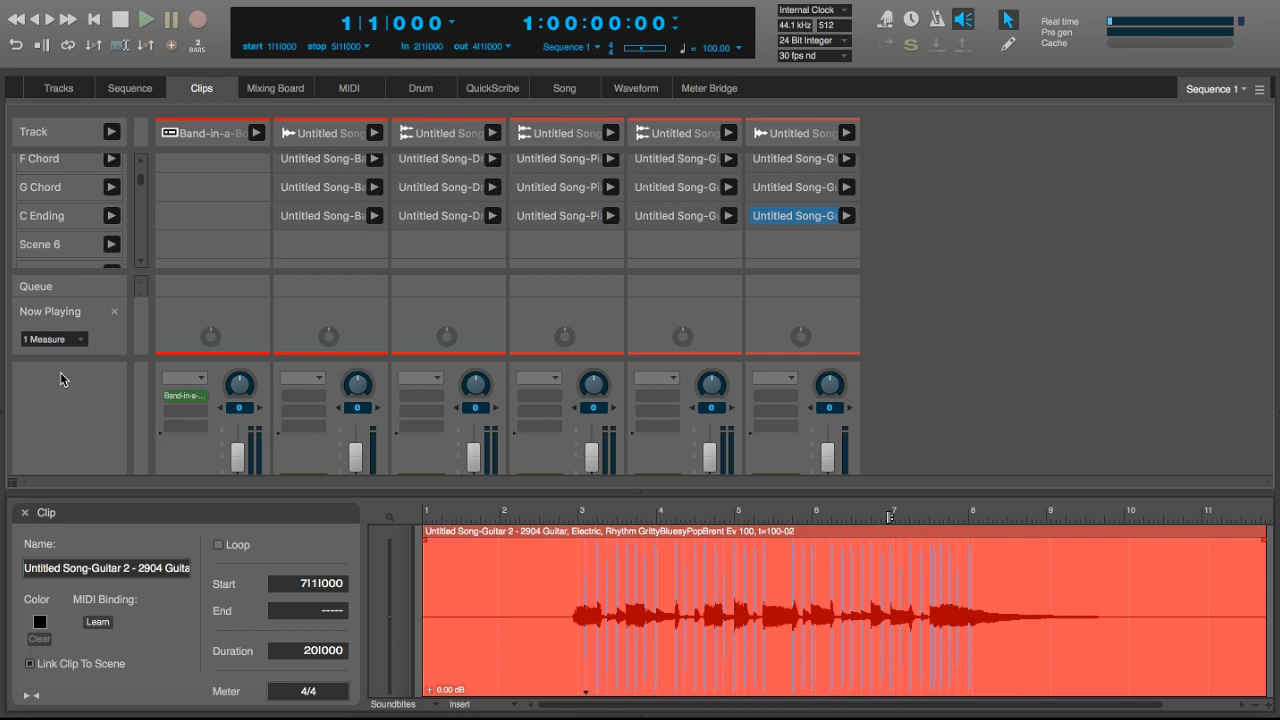 1|1|000
1:00:00:00
start 1|1|000 stop 5|1|000
in 2|1|000 out 4|1|000
Sequence 1
4
4
= 100.00
Internal Clock
44.1 kHz 512
24 Bit Integer
30 fps nd
Real time
Pre gen
Cache
2
BARS
Tracks Sequence Clips Mixing Board MIDI Drum QuickScribe Song Waveform Meter Bridge
Sequence 1
Track Band-in-a-Bo Untitled Song Untitled Song Untitled Song Untitled Song Untitled Song
F Chord Untitled Song-Ba Untitled Song-D Untitled Song-Pi Untitled Song-G Untitled Song-G
G Chord Untitled Song-Ba Untitled Song-D Untitled Song-Pi Untitled Song-G Untitled Song-G
C Ending Untitled Song-Ba Untitled Song-D Untitled Song-Pi Untitled Song-G Untitled Song-G
Scene 6
Queue
Now Playing
1 Measure
Band-in-a-...
0 0 0 0 0 0
Clip
Name:
Untitled Song-Guitar 2 - 2904 Guita
Color MIDI Binding:
Learn
Clear
Link Clip To Scene
Loop
Start 7|1|000
End -----
Duration 20|000
Meter 4/4
1 2 3 4 5 6 7 8 9 10 11
Untitled Song-Guitar 2 - 2904 Guitar, Electric, Rhythm GrittyBluesyPopBrent Ev 100, t=100-02
0.00 dB
Soundbites Insert